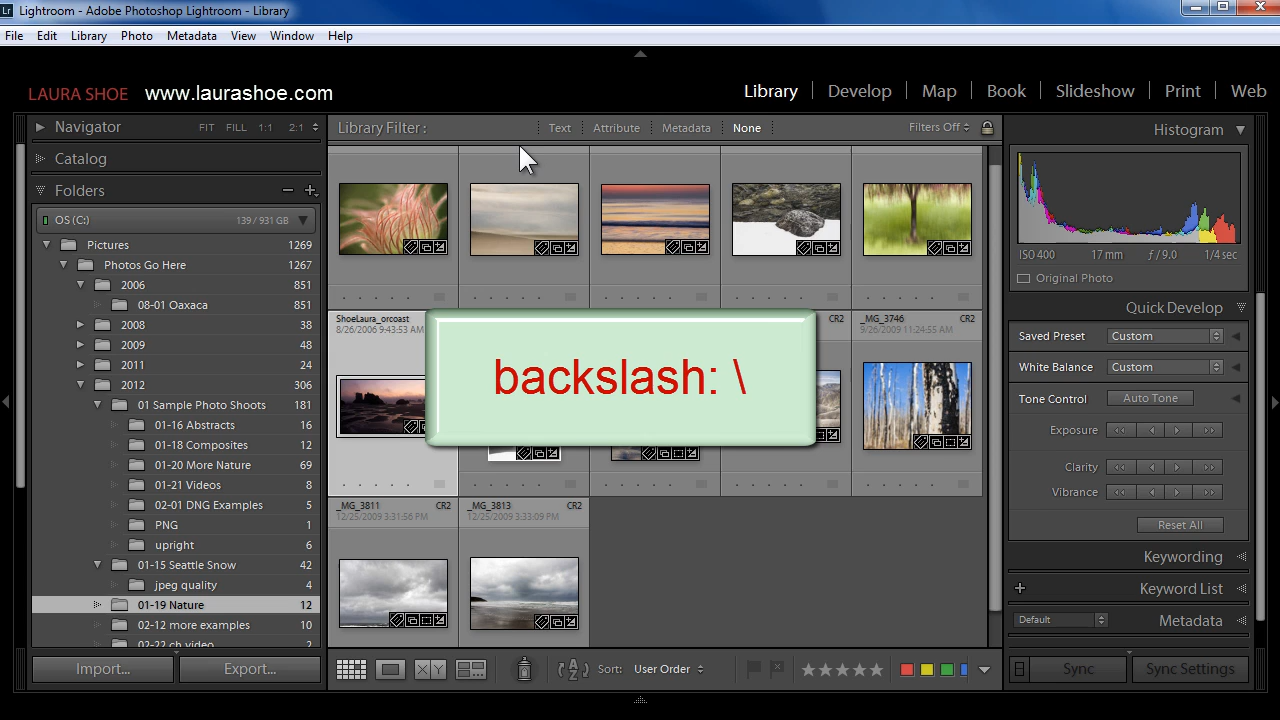 Lightroom - Adobe Photoshop Lightroom - Library
File Edit Library Photo Metadata View Window Help
LAURA SHOE www.laurashoe.com
Library Develop Map Book Slideshow Print Web
Navigator FIT FILL 1:1 2:1
Library Filter : Text Attribute Metadata None Filters Off
Histogram
Catalog
Folders
OS (C:) 139 / 931 GB
Pictures 1269
Photos Go Here 1267
2006 851
08-01 Oaxaca 851
2008 38
2009 48
2011 24
2012 306
01 Sample Photo Shoots 181
01-16 Abstracts 16
01-18 Composites 12
01-20 More Nature 69
01-21 Videos 8
02-01 DNG Examples 5
PNG 1
upright 6
01-15 Seattle Snow 42
jpeg quality 4
01-19 Nature 12
02-12 more examples 10
02-22 ch video 2
Import... Export...
ShoeLaura_orcoast
8/26/2006 9:43:53 AM
CR2
_MG_3746 CR2
9/26/2009 11:24:55 AM
backslash: \
_MG_3811 CR2
12/25/2009 3:31:56 PM
_MG_3813 CR2
12/25/2009 3:33:09 PM
Sort: User Order
ISO 400 17 mm ƒ / 9.0 1/4 sec
Original Photo
Quick Develop
Saved Preset Custom
White Balance Custom
Tone Control Auto Tone
Exposure
Clarity
Vibrance
Reset All
Keywording
Keyword List
Default Metadata
Sync Sync Settings